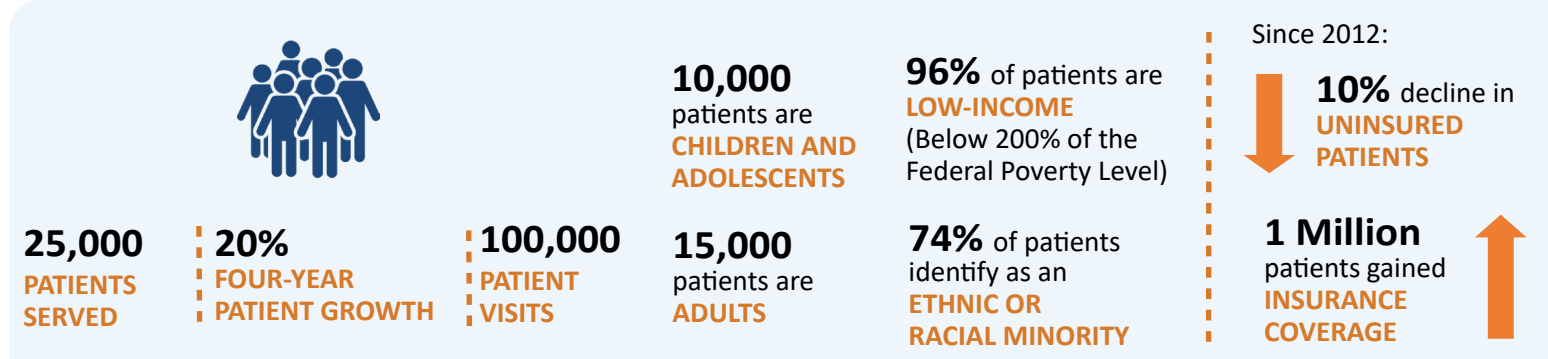 25,000
PATIENTS
SERVED
20%
FOUR-YEAR
PATIENT GROWTH
100,000
PATIENT
VISITS
10,000
patients are
CHILDREN AND
ADOLESCENTS
15,000
patients are
ADULTS
96% of patients are
LOW-INCOME
(Below 200% of the
Federal Poverty Level)
74% of patients
identify as an
ETHNIC OR
RACIAL MINORITY
Since 2012:
10% decline in
UNINSURED
PATIENTS
1 Million
patients gained
INSURANCE
COVERAGE